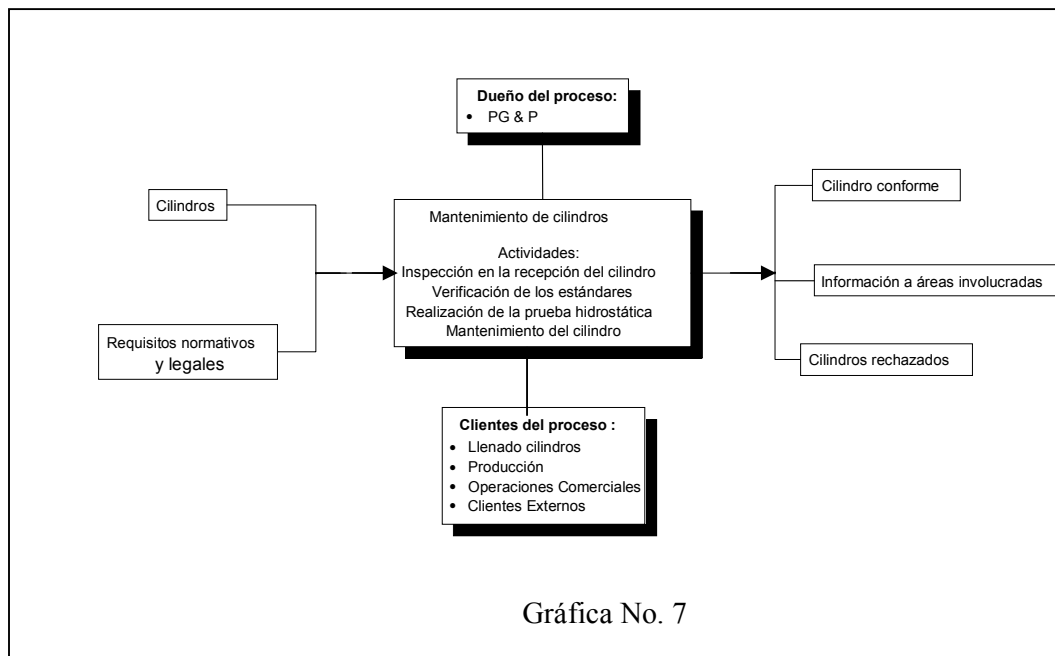 Dueño del proceso:
• PG & P
Cilindros
Requisitos normativos
y legales
Mantenimiento de cilindros
Actividades:
Inspección en la recepción del cilindro
Verificación de los estándares
Realización de la prueba hidrostática
Mantenimiento del cilindro
Cilindro conforme
Información a áreas involucradas
Cilindros rechazados
Clientes del proceso :
• Llenado cilindros
• Producción
• Operaciones Comerciales
• Clientes Externos
Gráfica No. 7